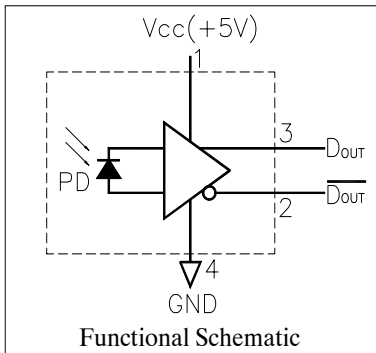 Vcc(+5V)
1
3
DOUT
PD
DOUT
2
4
GND
Functional Schematic